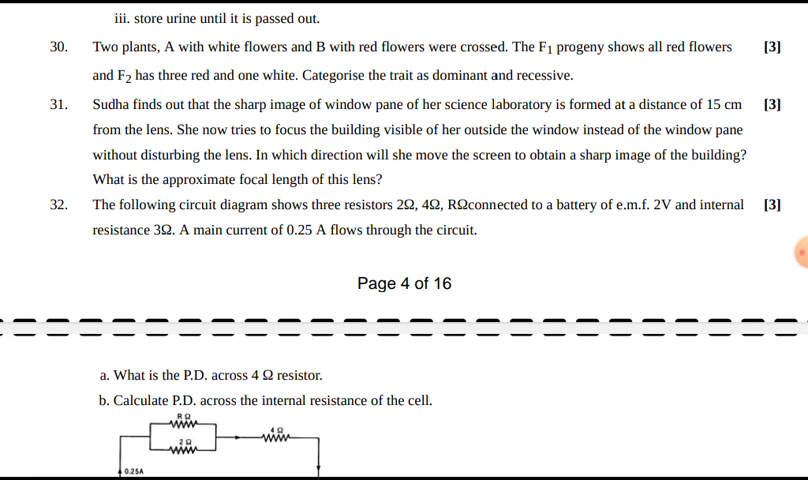 iii. store urine until it is passed out.
30. Two plants, A with white flowers and B with red flowers were crossed. The F₁ progeny shows all red flowers [3]
and F₂ has three red and one white. Categorise the trait as dominant and recessive.
31. Sudha finds out that the sharp image of window pane of her science laboratory is formed at a distance of 15 cm [3]
from the lens. She now tries to focus the building visible of her outside the window instead of the window pane
without disturbing the lens. In which direction will she move the screen to obtain a sharp image of the building?
What is the approximate focal length of this lens?
32. The following circuit diagram shows three resistors 2Ω, 4Ω, RΩconnected to a battery of e.m.f. 2V and internal [3]
resistance 3Ω. A main current of 0.25 A flows through the circuit.
Page 4 of 16
a. What is the P.D. across 4 Ω resistor.
b. Calculate P.D. across the internal resistance of the cell.
R Ω
4 Ω
2 Ω
0.25A